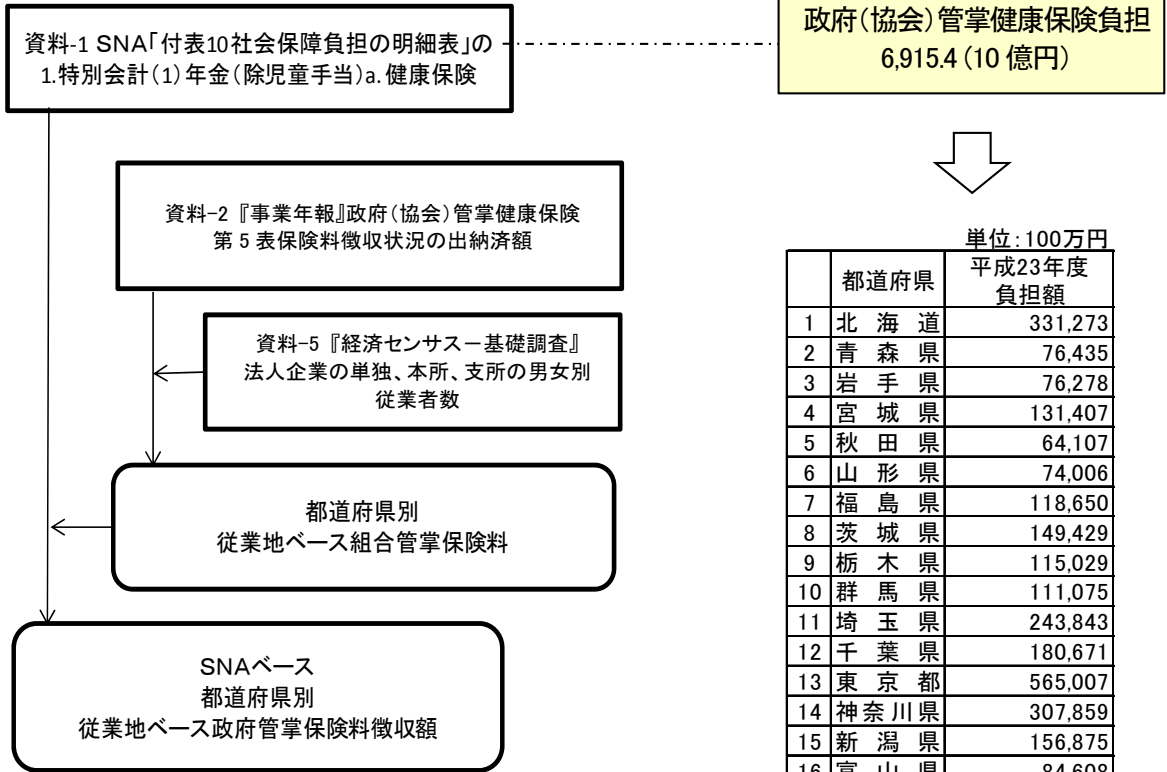 資料-1 SNA「付表10社会保障負担の明細表」の
1.特別会計(1)年金(除児童手当)a.健康保険
政府(協会)管掌健康保険負担
6,915.4(10億円)
資料-2『事業年報』政府(協会)管掌健康保険
第5表保険料徴収状況の出納済額
資料-5『経済センサス-基礎調査』
法人企業の単独、本所、支所の男女別
従業者数
都道府県別
従業地ベース組合管掌保険料
SNAベース
都道府県別
従業地ベース政府管掌保険料徴収額
単位:100万円
都道府県 平成23年度
負担額
1 北海道 331,273
2 青森県 76,435
3 岩手県 76,278
4 宮城県 131,407
5 秋田県 64,107
6 山形県 74,006
7 福島県 118,650
8 茨城県 149,429
9 栃木県 115,029
10 群馬県 111,075
11 埼玉県 243,843
12 千葉県 180,671
13 東京都 565,007
14 神奈川県 307,859
15 新潟県 156,875
16 富山県 84,608